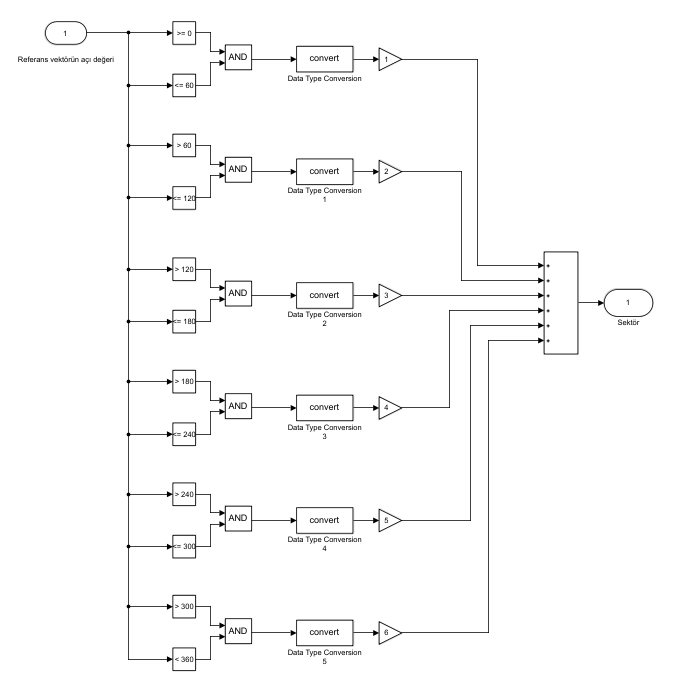 1
Referans vektörün açı değeri
>= 0
<= 60
AND
convert
Data Type Conversion
1
> 60
<= 120
AND
convert
Data Type Conversion
1
2
> 120
<= 180
AND
convert
Data Type Conversion
2
3
> 180
<= 240
AND
convert
Data Type Conversion
3
4
> 240
<= 300
AND
convert
Data Type Conversion
4
5
> 300
< 360
AND
convert
Data Type Conversion
5
6
+
+
+
+
+
+
1
Sektör